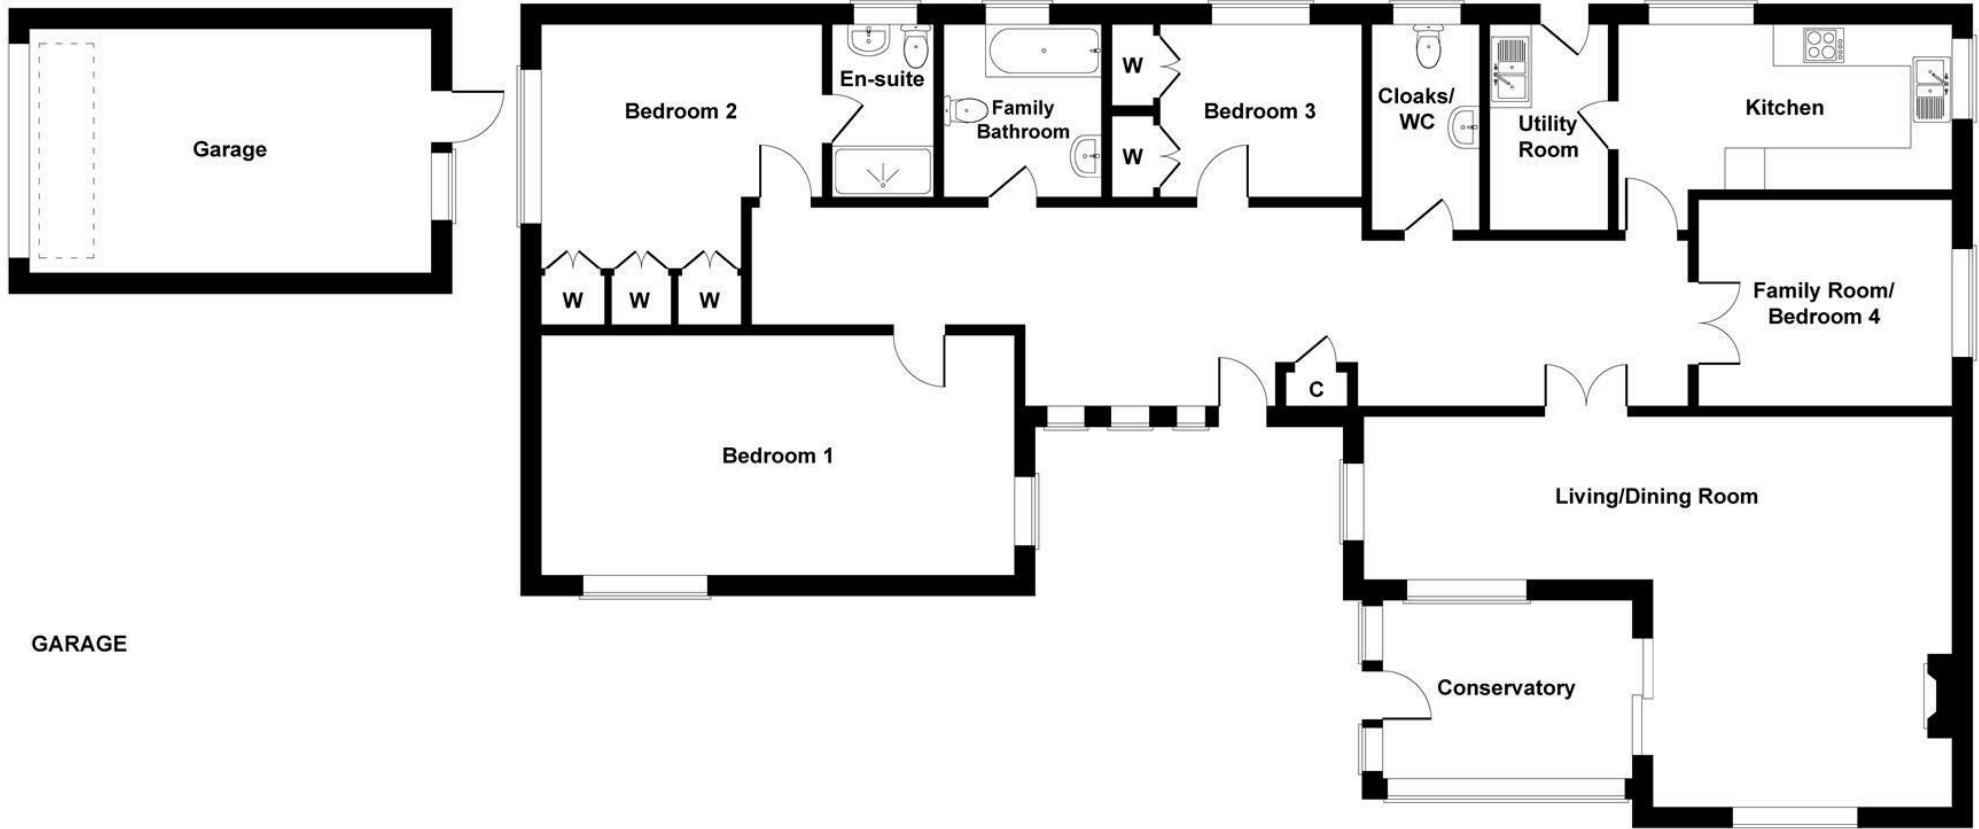 Garage
GARAGE
Bedroom 2
W
W
W
En-suite
Family
Bathroom
W
W
Bedroom 3
Cloaks/
WC
Utility
Room
Kitchen
Family Room/
Bedroom 4
C
Bedroom 1
Living/Dining Room
Conservatory